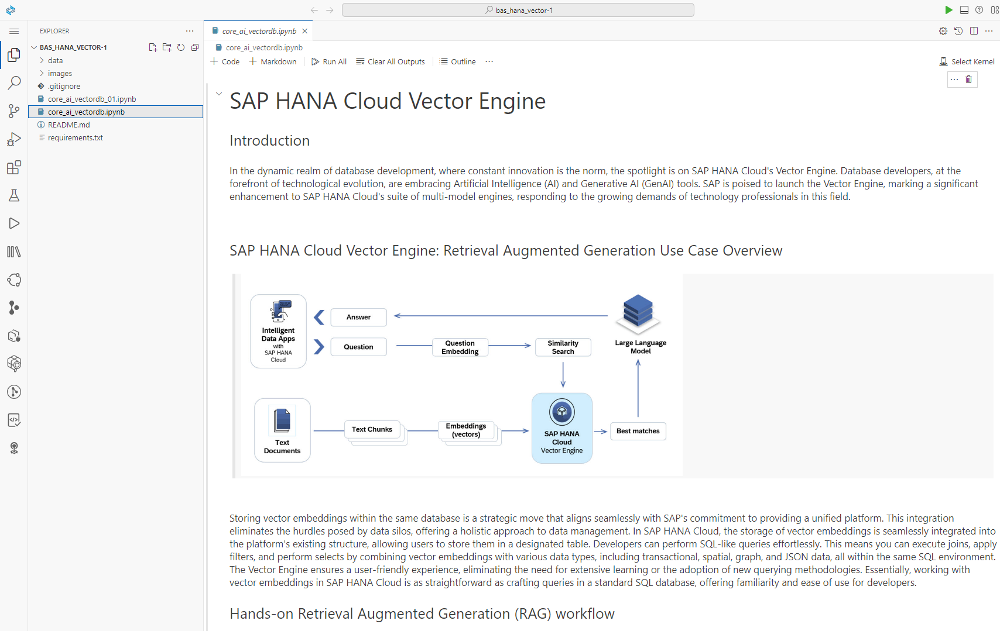 bas_hana_vector-1
EXPLORER
BAS_HANA_VECTOR-1
data
images
.gitignore
core_ai_vectordb_01.ipynb
core_ai_vectordb.ipynb
README.md
requirements.txt
core_ai_vectordb.ipynb
core_ai_vectordb.ipynb
Code
Markdown
Run All
Clear All Outputs
Outline
Select Kernel
SAP HANA Cloud Vector Engine
Introduction
In the dynamic realm of database development, where constant innovation is the norm, the spotlight is on SAP HANA Cloud's Vector Engine. Database developers, at the
forefront of technological evolution, are embracing Artificial Intelligence (AI) and Generative AI (GenAI) tools. SAP is poised to launch the Vector Engine, marking a significant
enhancement to SAP HANA Cloud's suite of multi-model engines, responding to the growing demands of technology professionals in this field.
SAP HANA Cloud Vector Engine: Retrieval Augmented Generation Use Case Overview
Intelligent
Data Apps
with
SAP HANA
Cloud
Answer
Question
Question
Embedding
Similarity
Search
Large Language
Model
Text
Documents
Text Chunks
Embeddings
(vectors)
SAP HANA
Cloud
Vector Engine
Best matches
Storing vector embeddings within the same database is a strategic move that aligns seamlessly with SAP's commitment to providing a unified platform. This integration
eliminates the hurdles posed by data silos, offering a holistic approach to data management. In SAP HANA Cloud, the storage of vector embeddings is seamlessly integrated into
the platform's existing structure, allowing users to store them in a designated table. Developers can perform SQL-like queries effortlessly. This means you can execute joins, apply
filters, and perform selects by combining vector embeddings with various data types, including transactional, spatial, graph, and JSON data, all within the same SQL environment.
The Vector Engine ensures a user-friendly experience, eliminating the need for extensive learning or the adoption of new querying methodologies. Essentially, working with
vector embeddings in SAP HANA Cloud is as straightforward as crafting queries in a standard SQL database, offering familiarity and ease of use for developers.
Hands-on Retrieval Augmented Generation (RAG) workflow